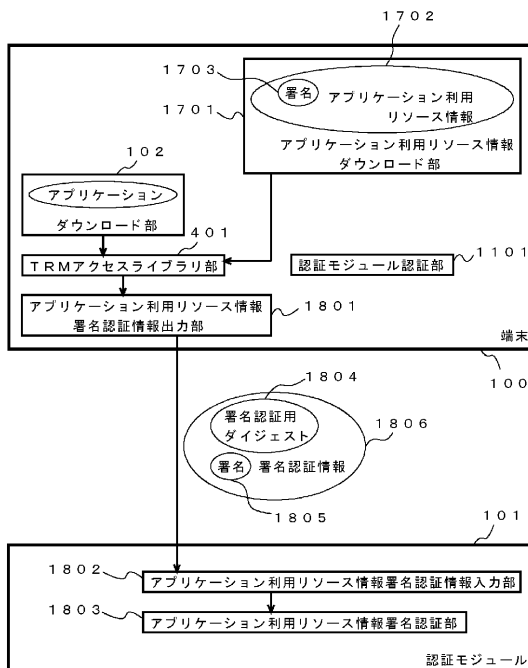 1702
1703
署名
アプリケーション利用
リソース情報
1701
アプリケーション利用リソース情報
ダウンロード部
102
アプリケーション
ダウンロード部
401
TRMアクセスライブラリ部
認証モジュール認証部
1101
アプリケーション利用リソース情報
署名認証情報出力部
1801
端末
100
1804
署名認証用
ダイジェスト
1806
署名
署名認証情報
1805
101
1802
アプリケーション利用リソース情報署名認証情報入力部
1803
アプリケーション利用リソース情報署名認証部
認証モジュール